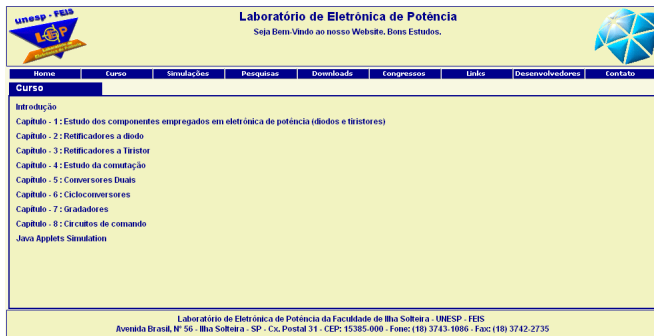 unesp - FEIS
LEP
Laboratório de Eletrônica de Potência
Seja Bem-Vindo ao nosso Website. Bons Estudos.
Home Curso Simulações Pesquisas Downloads Congressos Links Desenvolvedores Contato
Curso
Introdução
Capítulo - 1 : Estudo dos componentes empregados em eletrônica de potência (diodos e tiristores)
Capítulo - 2 : Retificadores a diodo
Capítulo - 3 : Retificadores a Tiristor
Capítulo - 4 : Estudo da comutação
Capítulo - 5 : Conversores Duais
Capítulo - 6 : Cicloconversores
Capítulo - 7 : Gradadores
Capítulo - 8 : Circuitos de comando
Java Applets Simulation
Laboratório de Eletrônica de Potência da Faculdade de Ilha Solteira - UNESP - FEIS
Avenida Brasil, N° 56 - Ilha Solteira - SP - Cx. Postal 31 - CEP: 15385-000 - Fone: (18) 3743-1086 - Fax: (18) 3742-2735